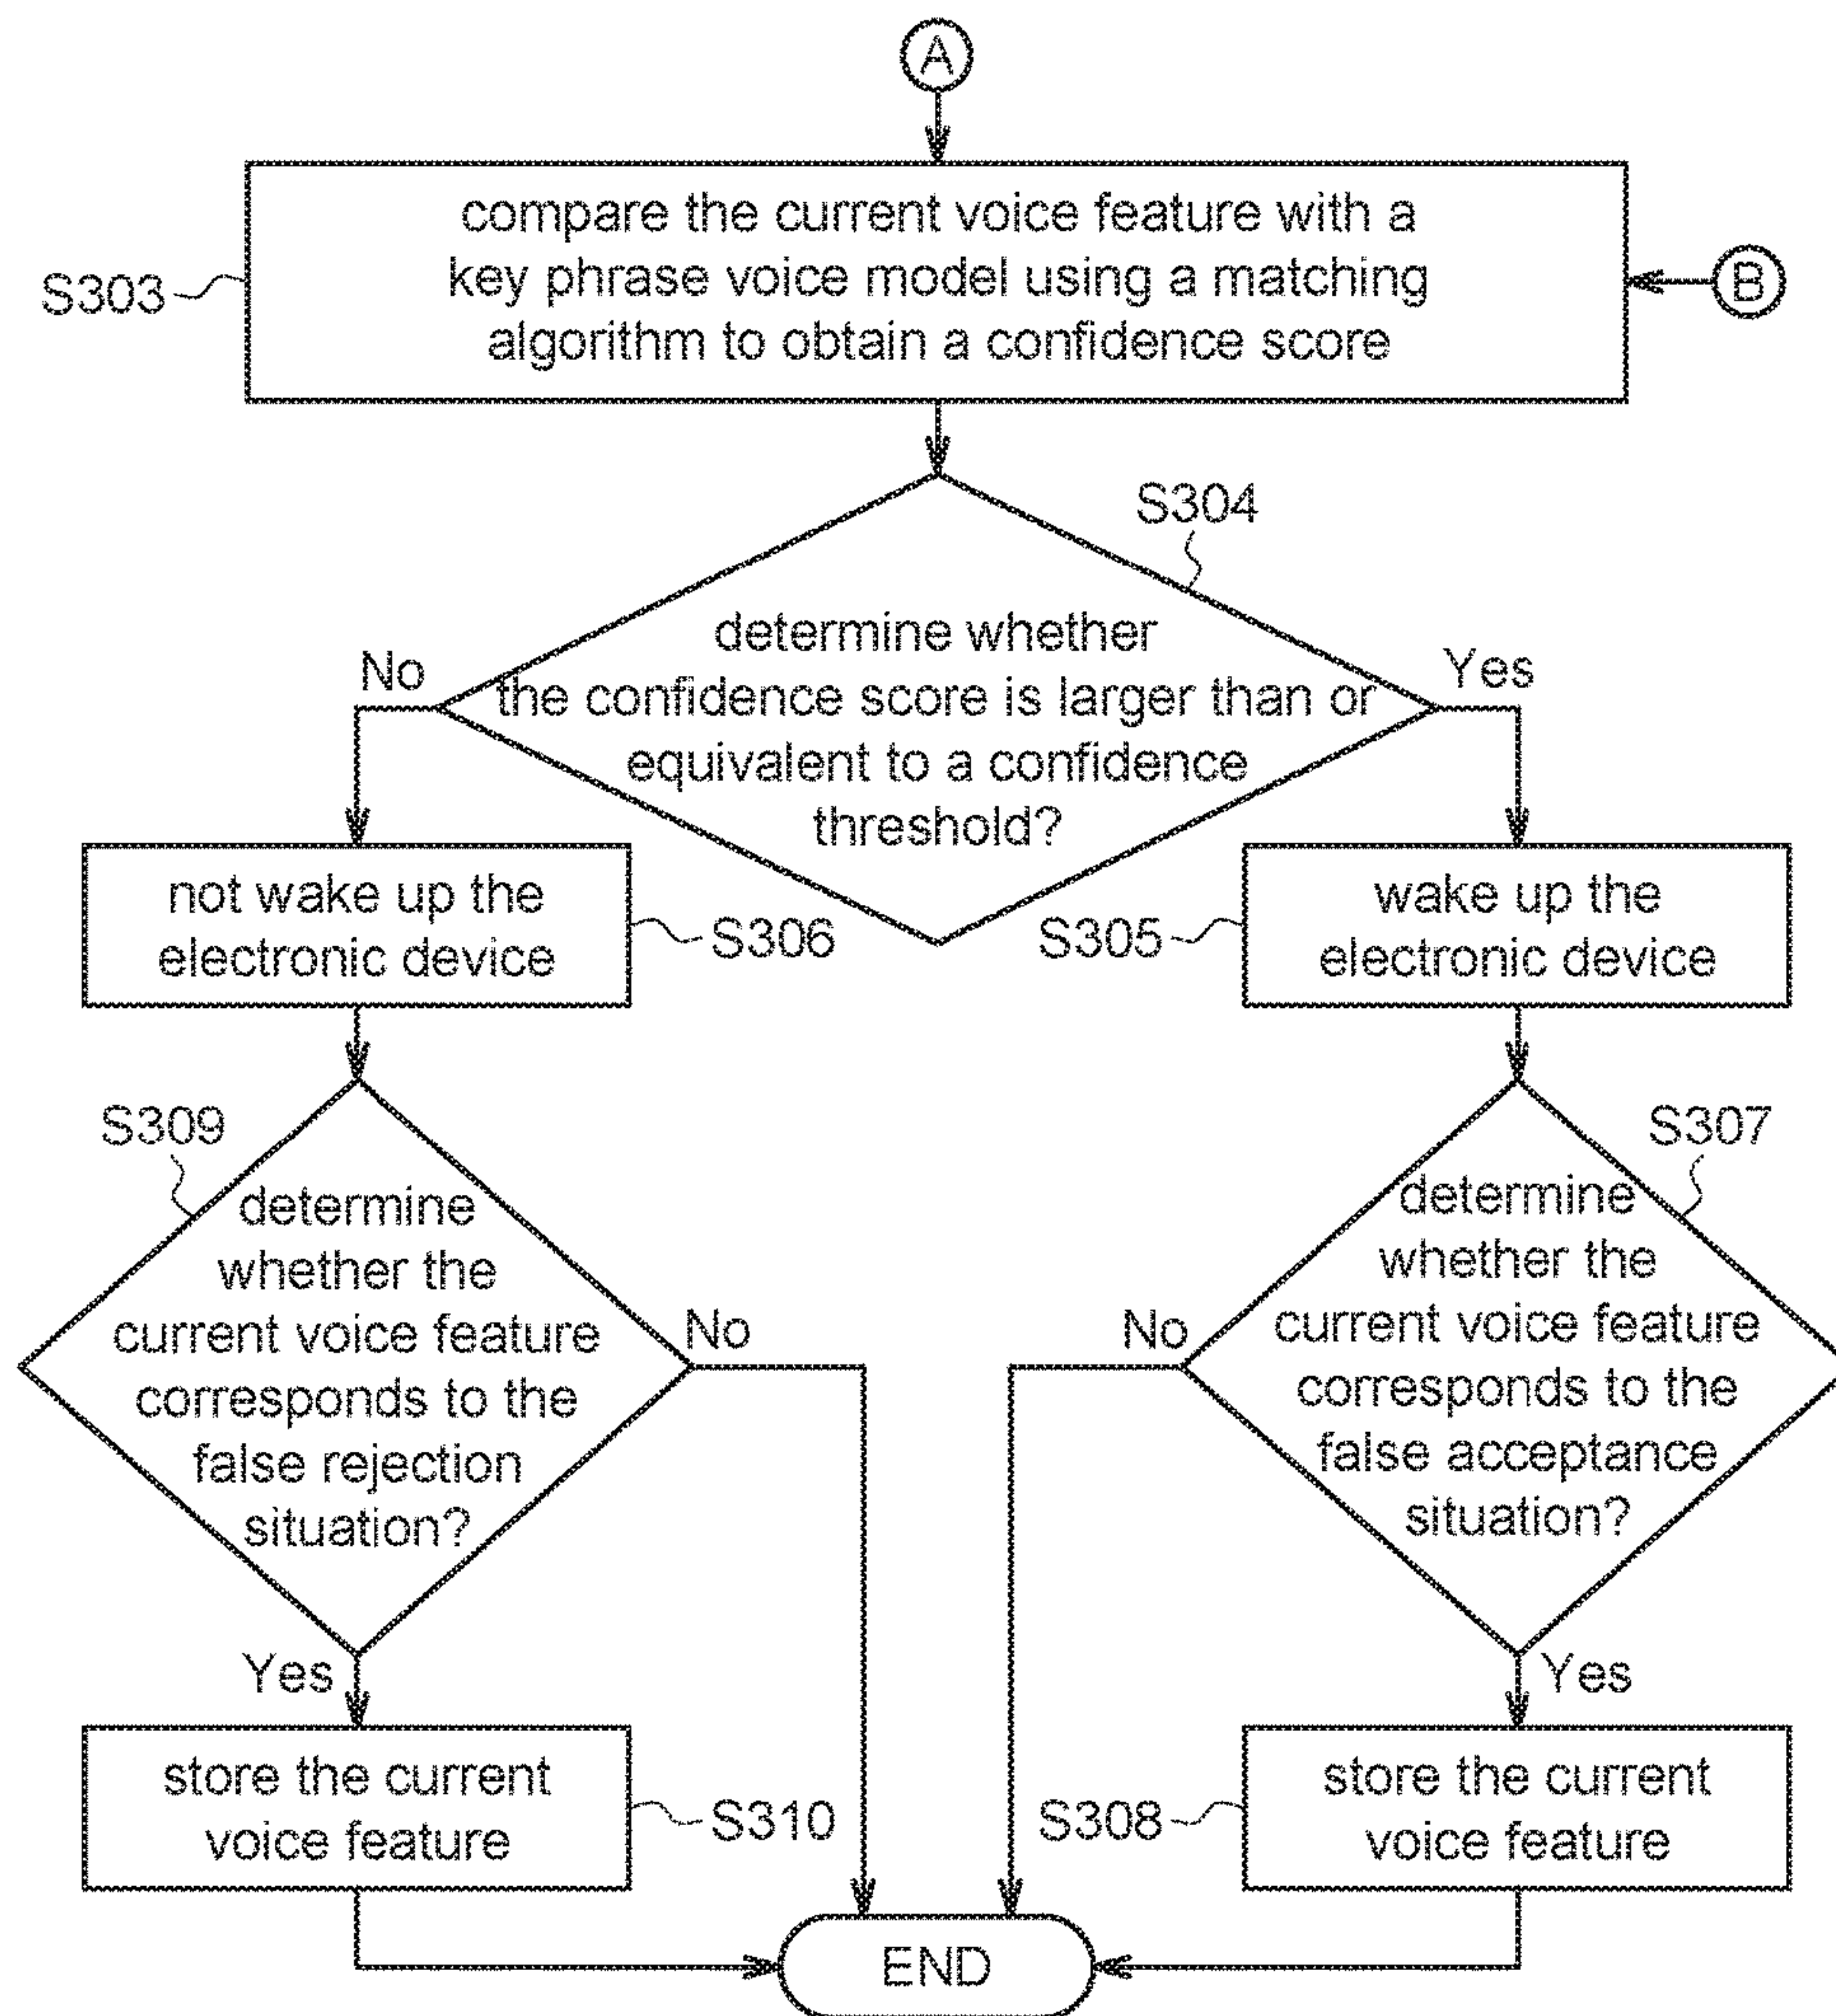 A
compare the current voice feature with a
key phrase voice model using a matching
algorithm to obtain a confidence score
S303
B
S304
determine whether
the confidence score is larger than or
equivalent to a confidence
threshold?
No
Yes
not wake up the
electronic device
S306
wake up the
electronic device
S305
S309
determine
whether the
current voice feature
corresponds to the
false rejection
situation?
No
Yes
S307
determine
whether the
current voice feature
corresponds to the
false acceptance
situation?
No
Yes
store the current
voice feature
S310
store the current
voice feature
S308
END